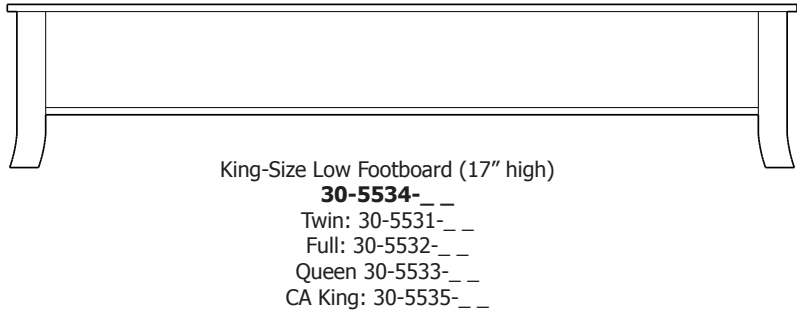 King-Size Low Footboard (17” high)
30-5534-_ _
Twin: 30-5531-_ _
Full: 30-5532-_ _
Queen 30-5533-_ _
CA King: 30-5535-_ _